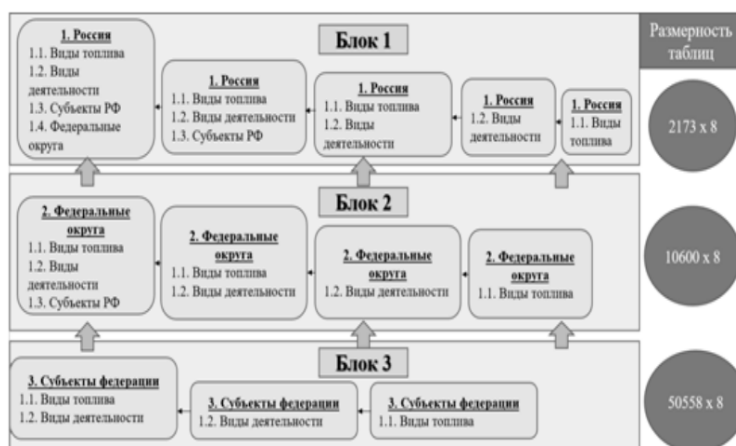 Блок 1
Размерность
таблиц
1. Россия
1.1. Виды топлива
1.2. Виды
деятельности
1.3. Субъекты РФ
1.4. Федеральные
округа
1. Россия
1.1. Виды топлива
1.2. Виды деятельности
1.3. Субъекты РФ
1. Россия
1.1. Виды топлива
1.2. Виды
деятельности
1. Россия
1.2. Виды
деятельности
1. Россия
1.1. Виды
топлива
2173 x 8
Блок 2
2. Федеральные
округа
1.1. Виды топлива
1.2. Виды
деятельности
1.3. Субъекты РФ
2. Федеральные
округа
1.1. Виды топлива
1.2. Виды деятельности
2. Федеральные
округа
1.2. Виды деятельности
2. Федеральные
округа
1.1. Виды топлива
10600 x 8
Блок 3
3. Субъекты федерации
1.1. Виды топлива
1.2. Виды деятельности
3. Субъекты федерации
1.2. Виды деятельности
3. Субъекты федерации
1.1. Виды топлива
50558 x 8